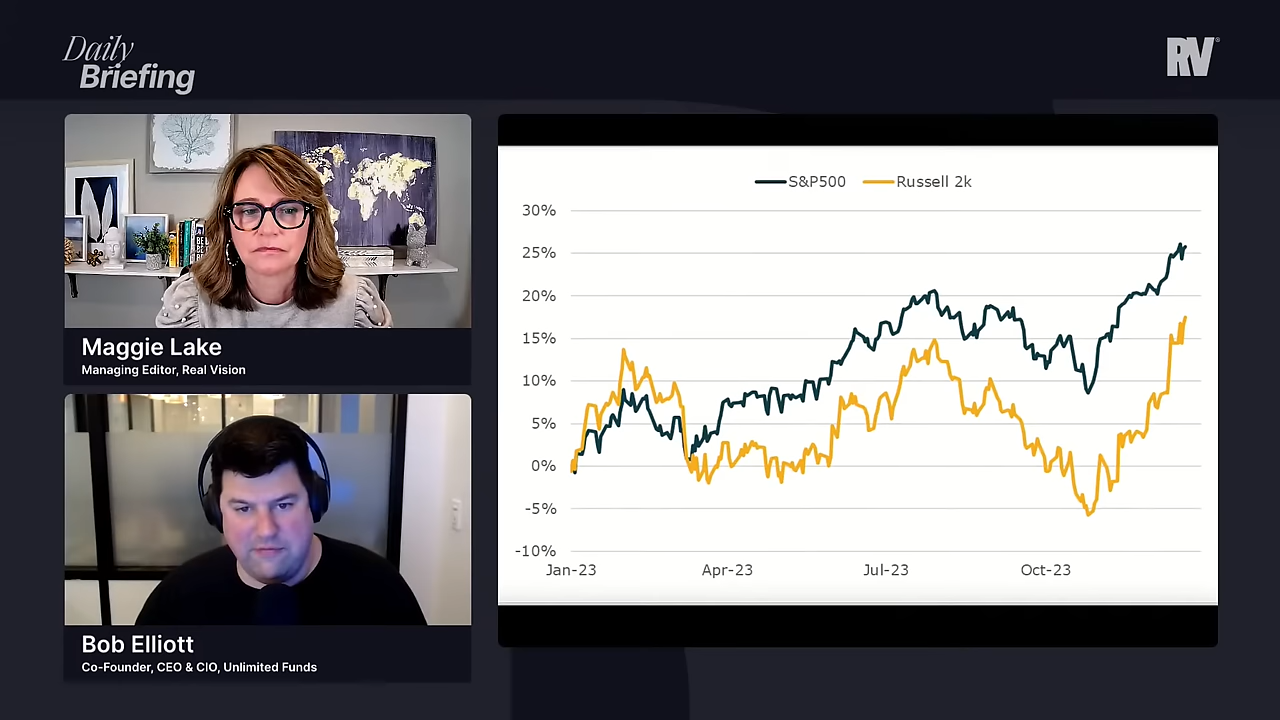 Daily
Briefing
RV
Maggie Lake
Managing Editor, Real Vision
Bob Elliott
Co-Founder, CEO & CIO, Unlimited Funds
S&P500 Russell 2k
30%
25%
20%
15%
10%
5%
0%
-5%
-10%
Jan-23 Apr-23 Jul-23 Oct-23